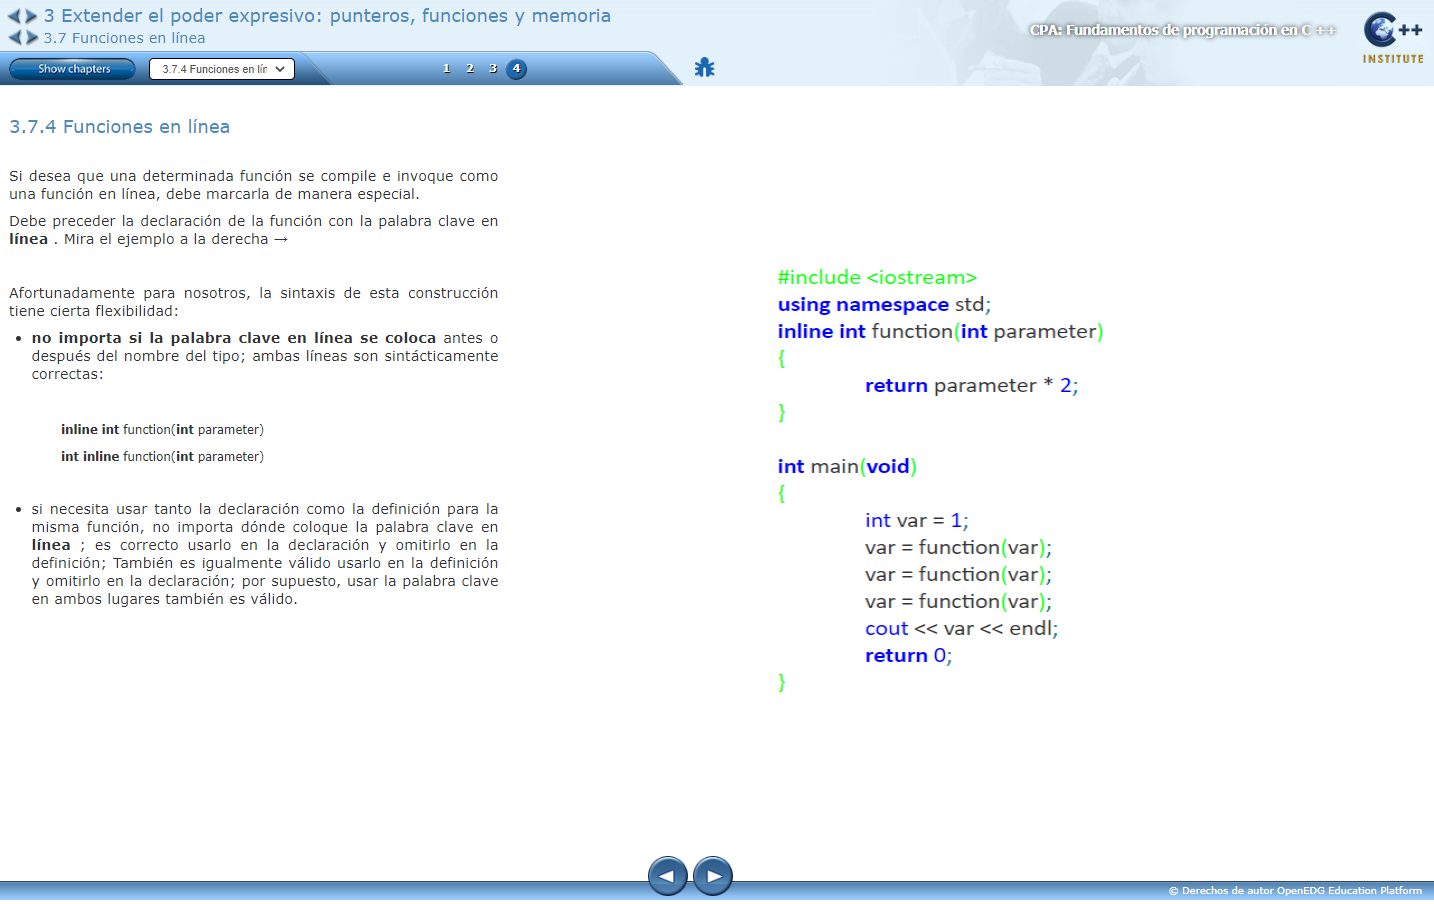 3 Extender el poder expresivo: punteros, funciones y memoria
3.7 Funciones en línea
CPA: Fundamentos de programación en C ++
C++
INSTITUTE
Show chapters
3.7.4 Funciones en lín
1 2 3 4
3.7.4 Funciones en línea
Si desea que una determinada función se compile e invoque como
una función en línea, debe marcarla de manera especial.
Debe preceder la declaración de la función con la palabra clave en
línea . Mira el ejemplo a la derecha →
Afortunadamente para nosotros, la sintaxis de esta construcción
tiene cierta flexibilidad:
• no importa si la palabra clave en línea se coloca antes o
después del nombre del tipo; ambas líneas son sintácticamente
correctas:
inline int function(int parameter)
int inline function(int parameter)
• si necesita usar tanto la declaración como la definición para la
misma función, no importa dónde coloque la palabra clave en
línea ; es correcto usarlo en la declaración y omitirlo en la
definición; También es igualmente válido usarlo en la definición
y omitirlo en la declaración; por supuesto, usar la palabra clave
en ambos lugares también es válido.
#include <iostream>
using namespace std;
inline int function(int parameter)
{
return parameter * 2;
}
int main(void)
{
int var = 1;
var = function(var);
var = function(var);
var = function(var);
cout << var << endl;
return 0;
}
© Derechos de autor OpenEDG Education Platform